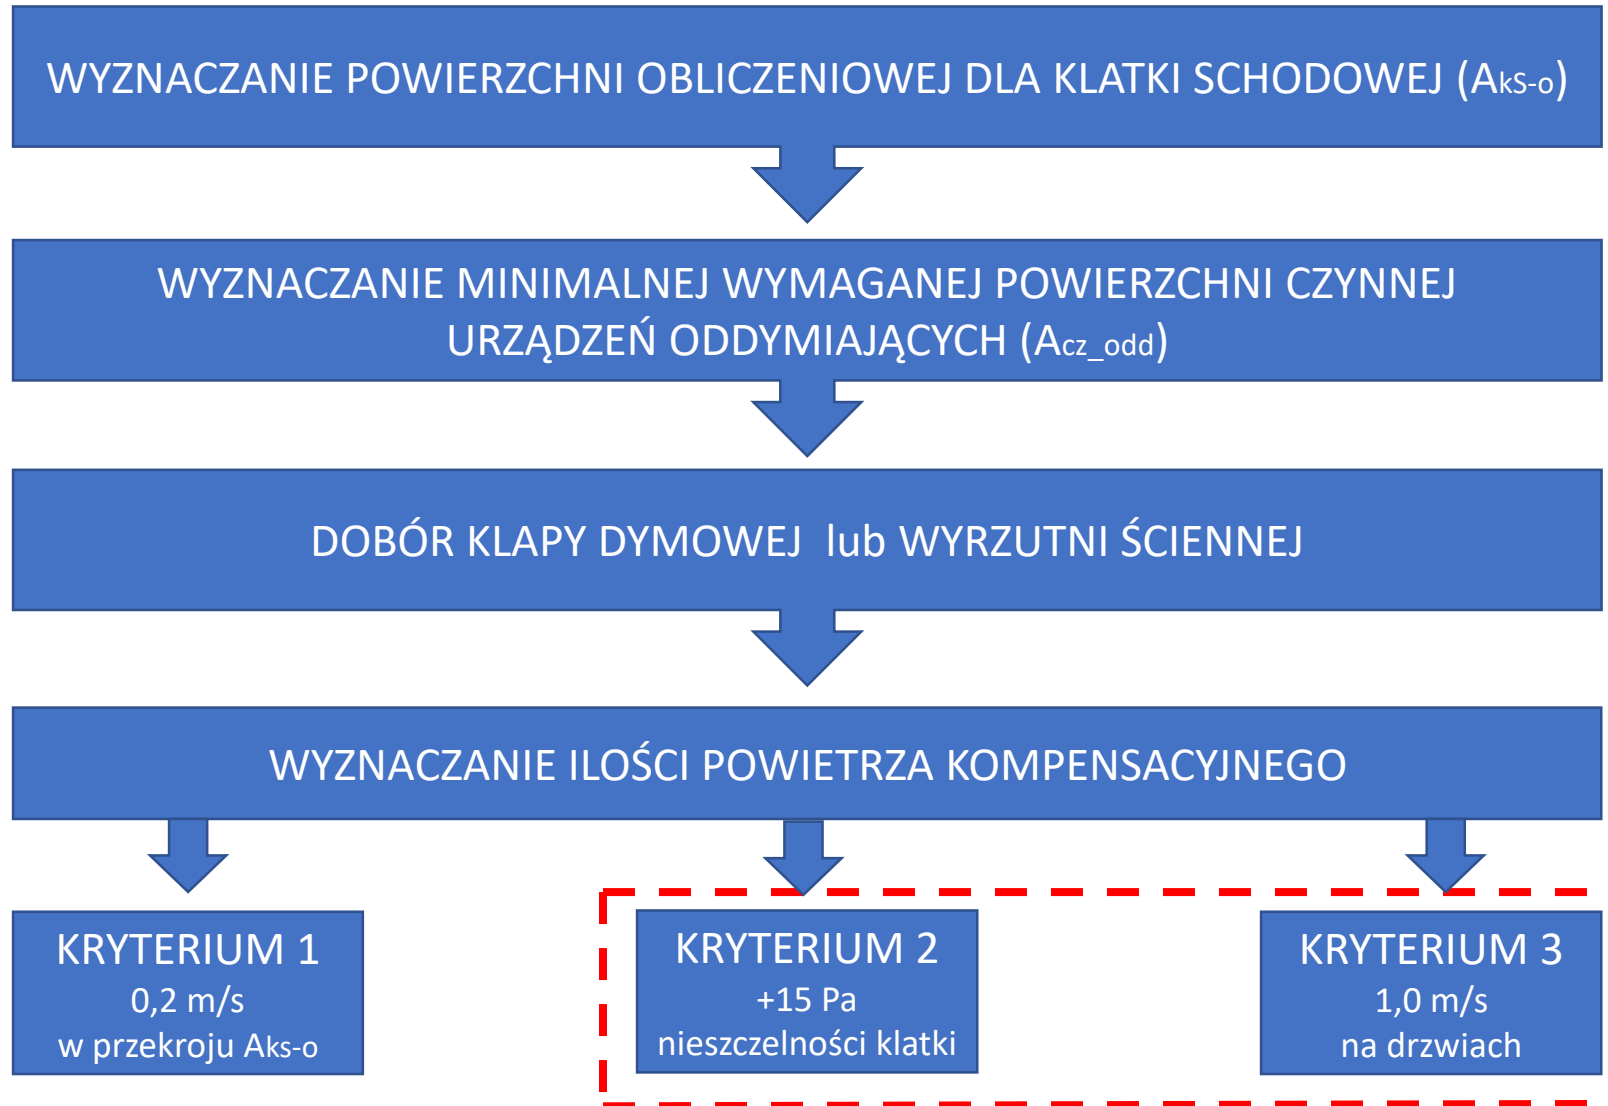 WYZNACZANIE POWIERZCHNI OBLICZENIOWEJ DLA KLATKI SCHODOWEJ (AkS-o)
WYZNACZANIE MINIMALNEJ WYMAGANEJ POWIERZCHNI CZYNNEJ
URZĄDZEŃ ODDYMIAJĄCYCH (Acz_odd)
DOBÓR KLAPY DYMOWEJ lub WYRZUTNI ŚCIENNEJ
WYZNACZANIE ILOŚCI POWIETRZA KOMPENSACYJNEGO
KRYTERIUM 1
0,2 m/s
w przekroju Aks-o
KRYTERIUM 2
+15 Pa
nieszczelności klatki
KRYTERIUM 3
1,0 m/s
na drzwiach